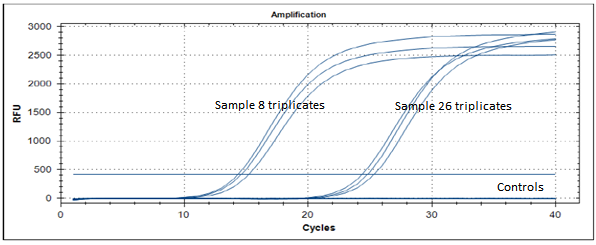 Amplification
3000
2500
2000
1500
1000
500
0
RFU
Sample 8 triplicates
Sample 26 triplicates
Controls
0 10 20 30 40
Cycles